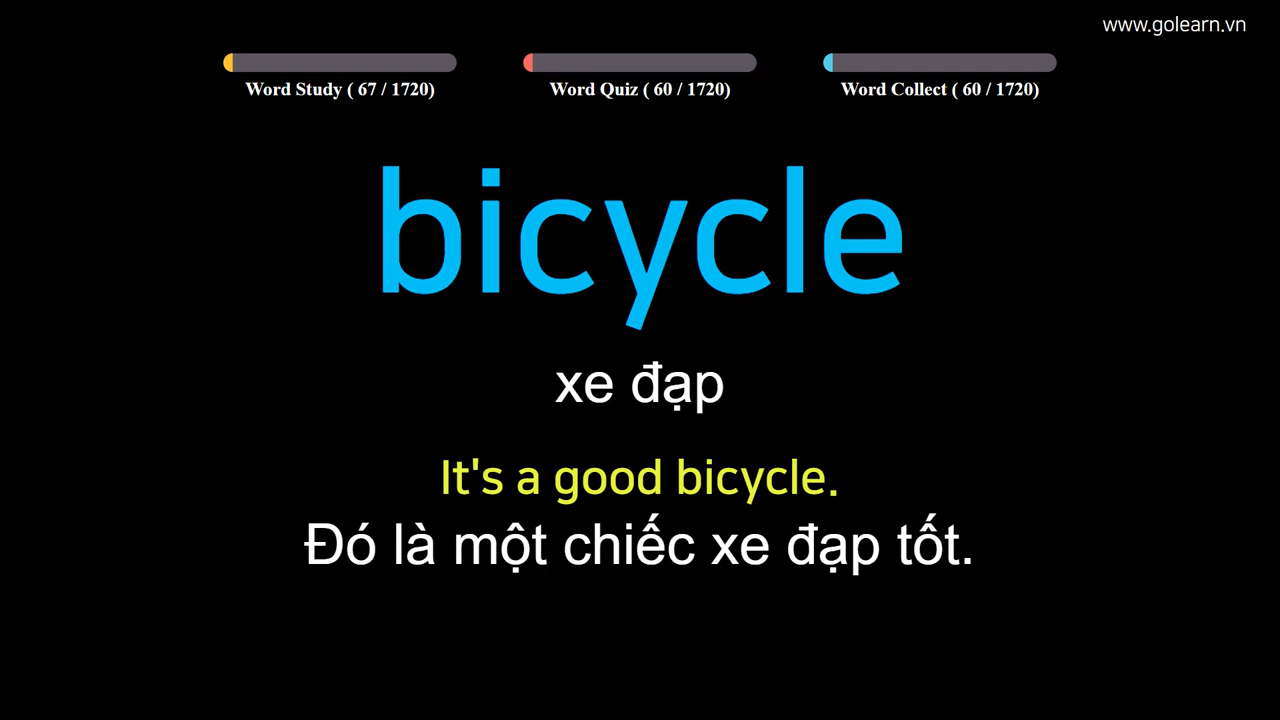 www.golearn.vn
Word Study ( 67 / 1720)
Word Quiz ( 60 / 1720)
Word Collect ( 60 / 1720)
bicycle
xe đạp
It's a good bicycle.
Đó là một chiếc xe đạp tốt.